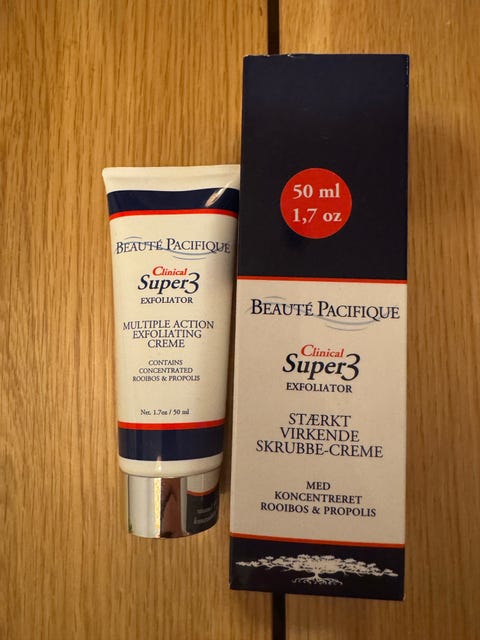 BEAUTÉ PACIFIQUE
Clinical
Super3
EXFOLIATOR
MULTIPLE ACTION
EXFOLIATING
CREME
CONTAINS
CONCENTRATED
ROOIBOS & PROPOLIS
Net. 1.7oz / 50 ml
50 ml
1,7 oz
BEAUTÉ PACIFIQUE
Clinical
Super3
EXFOLIATOR
STÆRKT
VIRKENDE
SKRUBBE-CREME
MED
KONCENTRERET
ROOIBOS & PROPOLIS